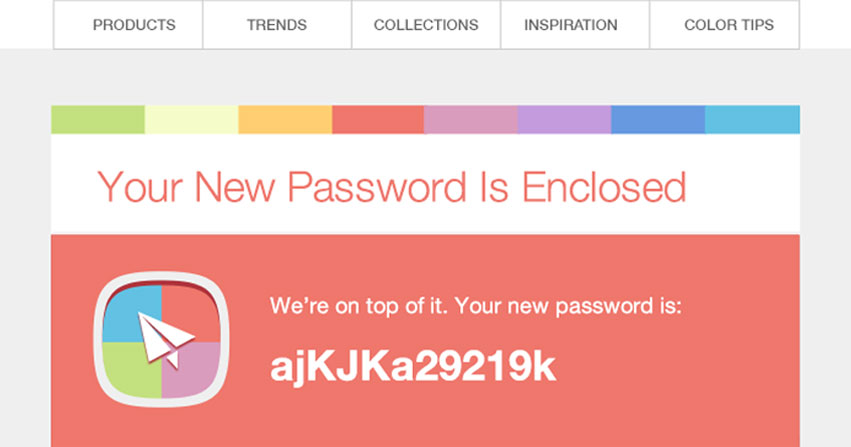 PRODUCTS TRENDS COLLECTIONS INSPIRATION COLOR TIPS
Your New Password Is Enclosed
We're on top of it. Your new password is:
ajKJKa29219k